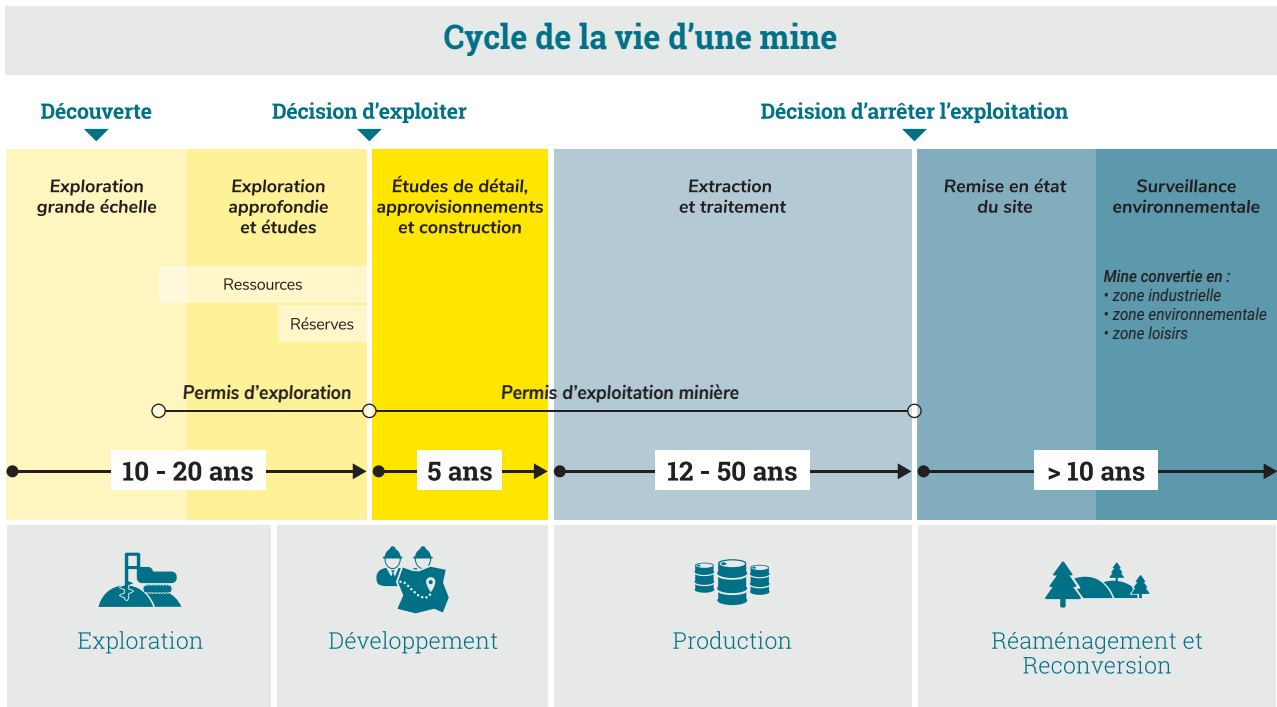 Cycle de la vie d’une mine
Découverte
Décision d’exploiter
Décision d’arrêter l’exploitation
Exploration
grande échelle
Exploration
approfondie
et études
Études de détail,
approvisionnements
et construction
Extraction
et traitement
Remise en état
du site
Surveillance
environnementale
Ressources
Réserves
Mine convertie en :
• zone industrielle
• zone environnementale
• zone loisirs
Permis d’exploration
Permis d’exploitation minière
10 - 20 ans
5 ans
12 - 50 ans
> 10 ans
Exploration
Développement
Production
Réaménagement et
Reconversion